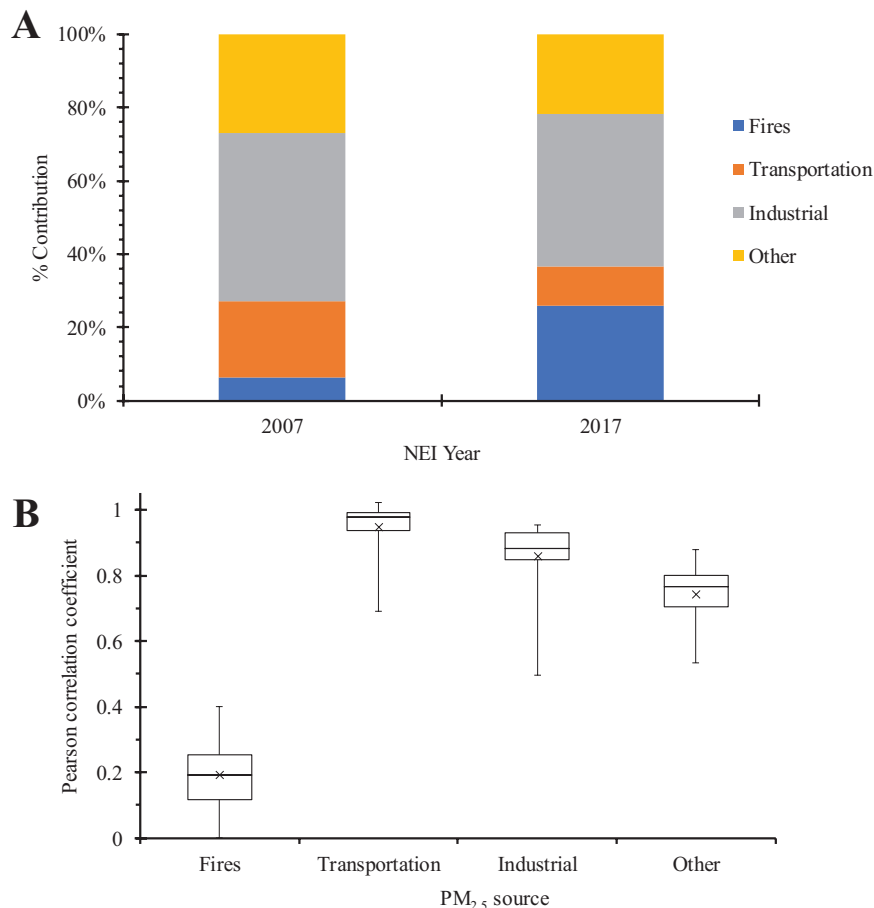 A
100%
80%
60%
40%
20%
0%
% Contribution
2007
2017
NEI Year
Fires
Transportation
Industrial
Other
B
1
0.8
0.6
0.4
0.2
0
Pearson correlation coefficient
Fires
Transportation
Industrial
Other
PM2.5 source